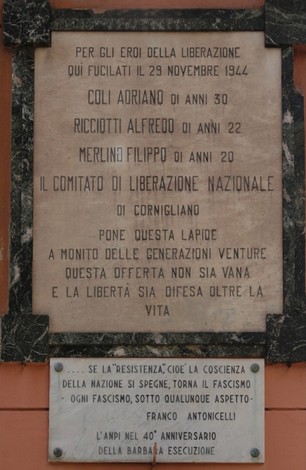 PER GLI EROI DELLA LIBERAZIONE
QUI FUCILATI IL 29 NOVEMBRE 1944
COLI ADRIANO DI ANNI 30
RICCIOTTI ALFREDO DI ANNI 22
MERLINO FILIPPO DI ANNI 20
IL COMITATO DI LIBERAZIONE NAZIONALE
DI CORNIGLIANO
PONE QUESTA LAPIDE
A MONITO DELLE GENERAZIONI VENTURE
QUESTA OFFERTA NON SIA VANA
E LA LIBERTÀ SIA DIFESA OLTRE LA
VITA
.... SE LA "RESISTENZA", CIOE' LA COSCIENZA
DELLA NAZIONE SI SPEGNE, TORNA IL FASCISMO
- OGNI FASCISMO, SOTTO QUALUNQUE ASPETTO-
FRANCO ANTONICELLI
L'ANPI NEL 40° ANNIVERSARIO
DELLA BARBARA ESECUZIONE